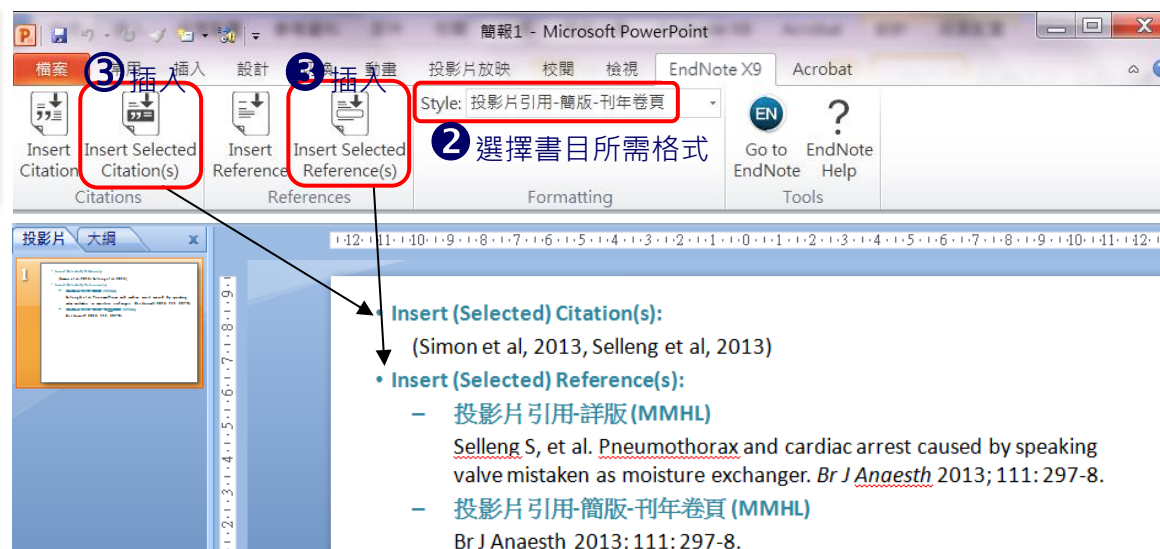 簡報1 - Microsoft PowerPoint
檔案 插入 設計 動畫 投影片放映 校閱 檢視 EndNote X9 Acrobat
③插入 ❸插入
Style: 投影片引用-簡版-刊年卷頁
❷選擇書目所需格式
EN
Insert Citation
Insert Selected Citation(s)
Insert Reference
Insert Selected Reference(s)
Go to EndNote
EndNote Help
Citations References Formatting Tools
投影片 大綱 x
1
• Insert (Selected) Citation(s):
(Simon et al, 2013, Selleng et al, 2013)
• Insert (Selected) Reference(s):
– 投影片引用-詳版 (MMHL)
Selleng S, et al. Pneumothorax and cardiac arrest caused by speaking
valve mistaken as moisture exchanger. Br J Anaesth 2013; 111: 297-8.
– 投影片引用-簡版-刊年卷頁 (MMHL)
Br J Anaesth 2013: 111: 297-8.